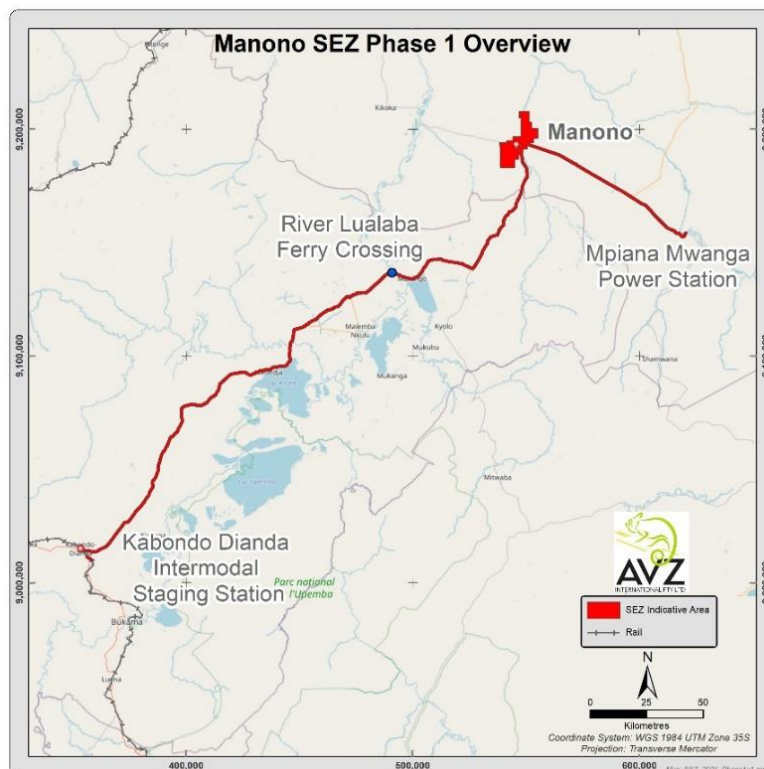 Manono SEZ Phase 1 Overview
Kikoka
Manono
River Lualaba
Ferry Crossing
Mpiana Mwanga
Power Station
Malemba
Nkulu
Kyolo
Mukubu
Mukanga
Shamwana
Mitwaba
Kabondo Dianda
Intermodal
Staging Station
Parc national
l'Upemba
Bukama
Luena
AVZ
INTERNATIONAL PTY LTD
SEZ Indicative Area
Rail
N
0 25 50
Kilometres
Coordinate System: WGS 1984 UTM Zone 35S
Projection: Transverse Mercator
9,200,000
9,100,000
9,000,000
400,000
500,000
600,000